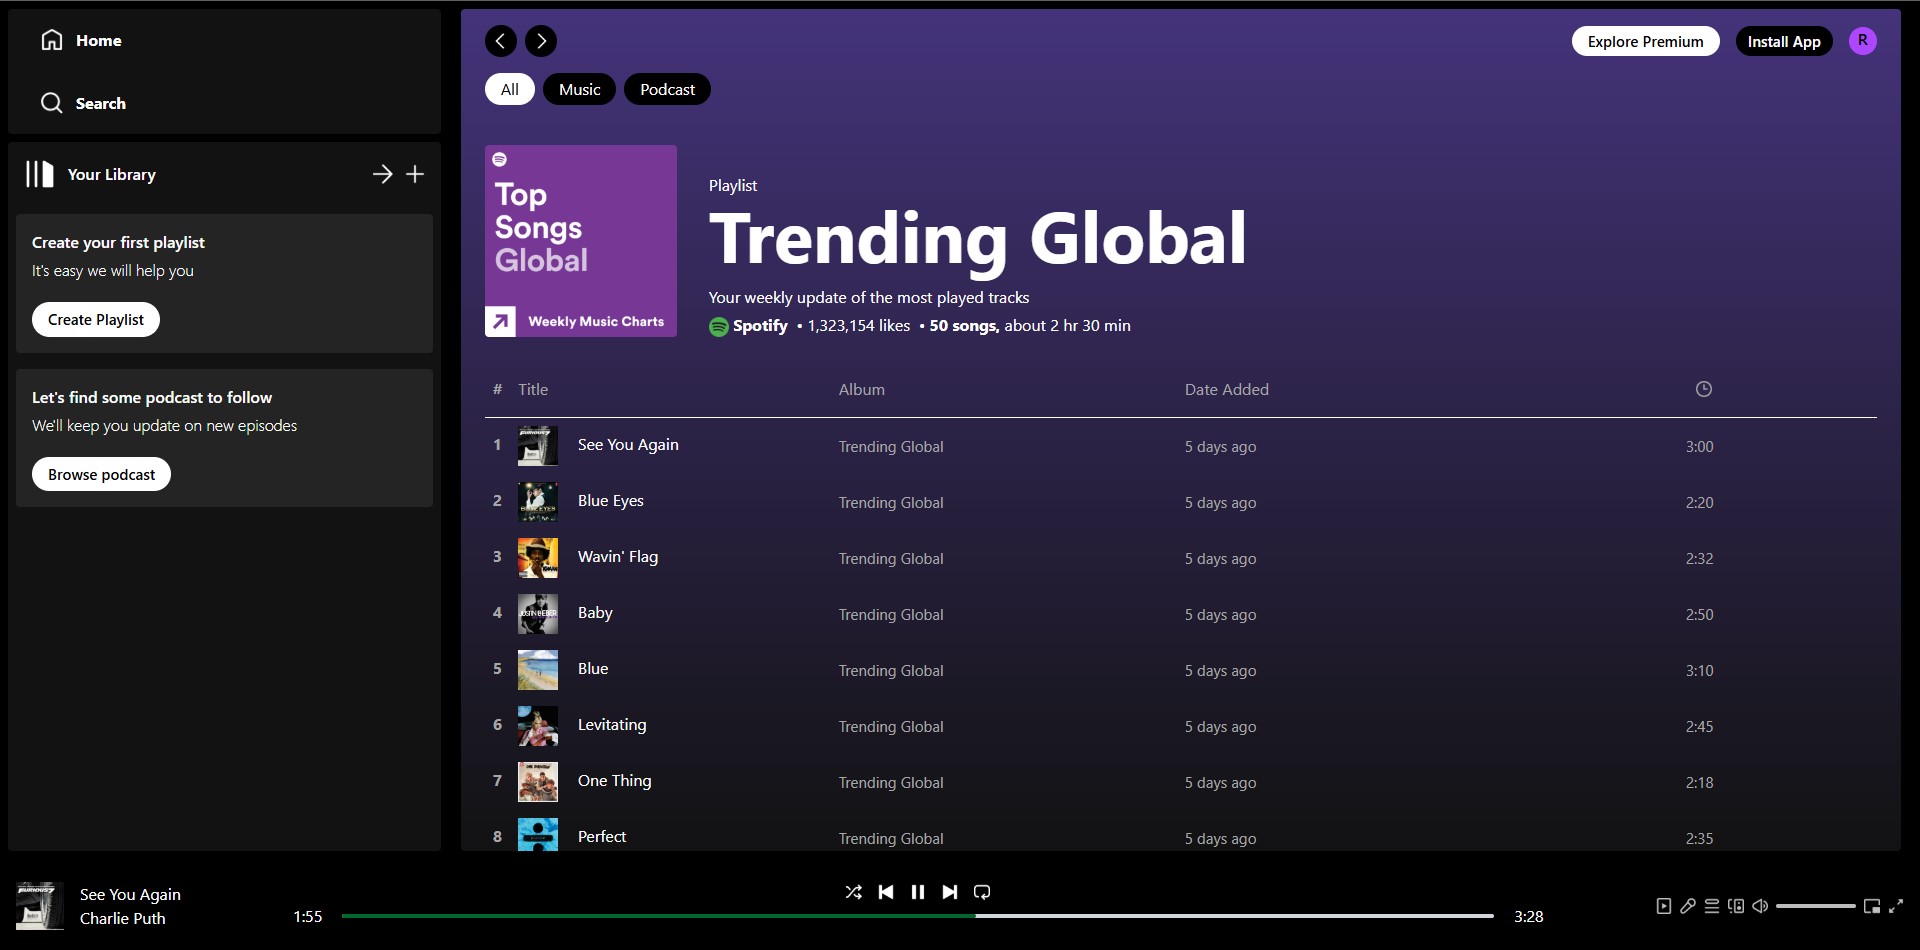 Home
Search
Your Library
Create your first playlist
It's easy we will help you
Create Playlist
Let's find some podcast to follow
We'll keep you update on new episodes
Browse podcast
Explore Premium
Install App
R
All
Music
Podcast
Top
Songs
Global
Weekly Music Charts
Playlist
Trending Global
Your weekly update of the most played tracks
Spotify • 1,323,154 likes • 50 songs, about 2 hr 30 min
# Title Album Date Added
1 See You Again Trending Global 5 days ago 3:00
2 Blue Eyes Trending Global 5 days ago 2:20
3 Wavin' Flag Trending Global 5 days ago 2:32
4 Baby Trending Global 5 days ago 2:50
5 Blue Trending Global 5 days ago 3:10
6 Levitating Trending Global 5 days ago 2:45
7 One Thing Trending Global 5 days ago 2:18
8 Perfect Trending Global 5 days ago 2:35
See You Again
Charlie Puth
1:55
3:28